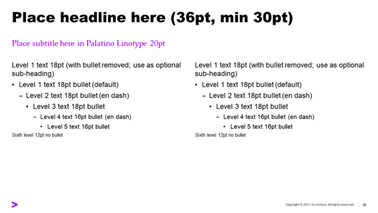 Place headline here (36pt, min 30pt)
Place subtitle here in Palatino Linotype 20pt
Level 1 text 18pt (with bullet removed; use as optional
sub-heading)
• Level 1 text 18pt bullet (default)
– Level 2 text 18pt bullet (en dash)
• Level 3 text 18pt bullet
– Level 4 text 16pt bullet (en dash)
• Level 5 text 16pt bullet
Sixth level 12pt no bullet
Level 1 text 18pt (with bullet removed; use as optional
sub-heading)
• Level 1 text 18pt bullet (default)
– Level 2 text 18pt bullet (en dash)
• Level 3 text 18pt bullet
– Level 4 text 16pt bullet (en dash)
• Level 5 text 16pt bullet
Sixth level 12pt no bullet
>
Copyright © 2021 Accenture. All rights reserved.